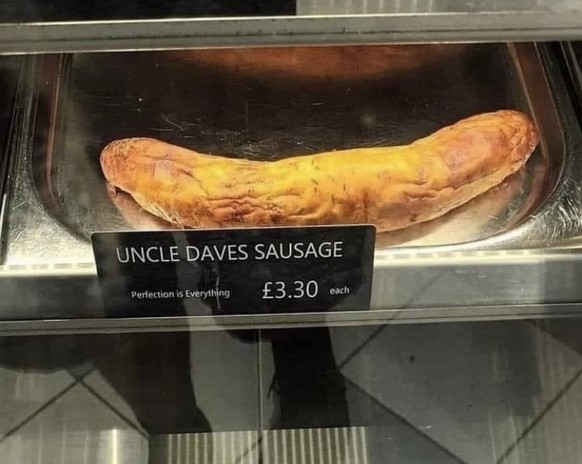 UNCLE DAVES SAUSAGE
Perfection is Everything £3.30 each